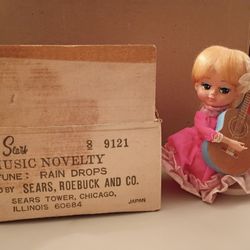 Sears 8 9121
MUSIC NOVELTY
TUNE: RAIN DROPS
BY SEARS, ROEBUCK AND CO.
SEARS TOWER, CHICAGO,
ILLINOIS 60684 JAPAN